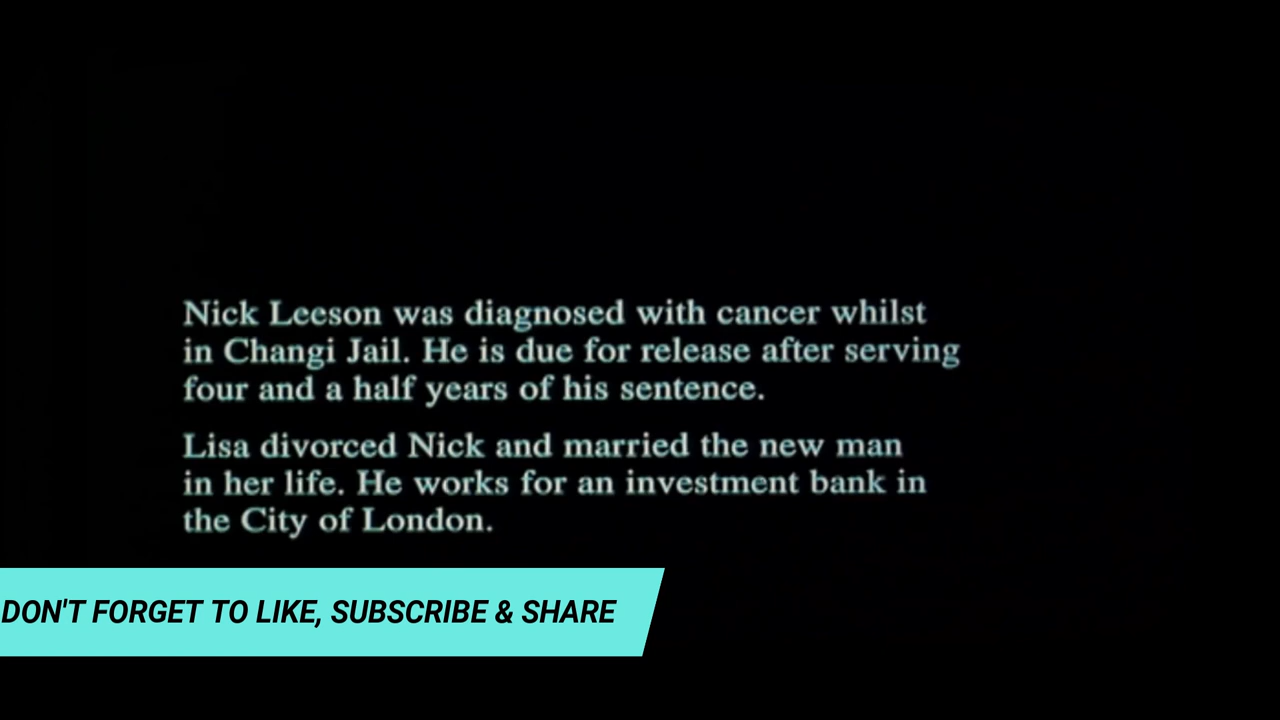 Nick Leeson was diagnosed with cancer whilst
in Changi Jail. He is due for release after serving
four and a half years of his sentence.
Lisa divorced Nick and married the new man
in her life. He works for an investment bank in
the City of London.
DON'T FORGET TO LIKE, SUBSCRIBE & SHARE